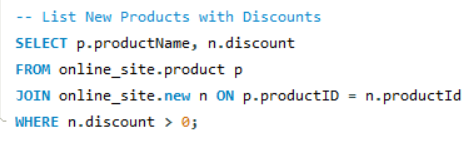 -- List New Products with Discounts
SELECT p.productName, n.discount
FROM online_site.product p
JOIN online_site.new n ON p.productID = n.productId
WHERE n.discount > 0;